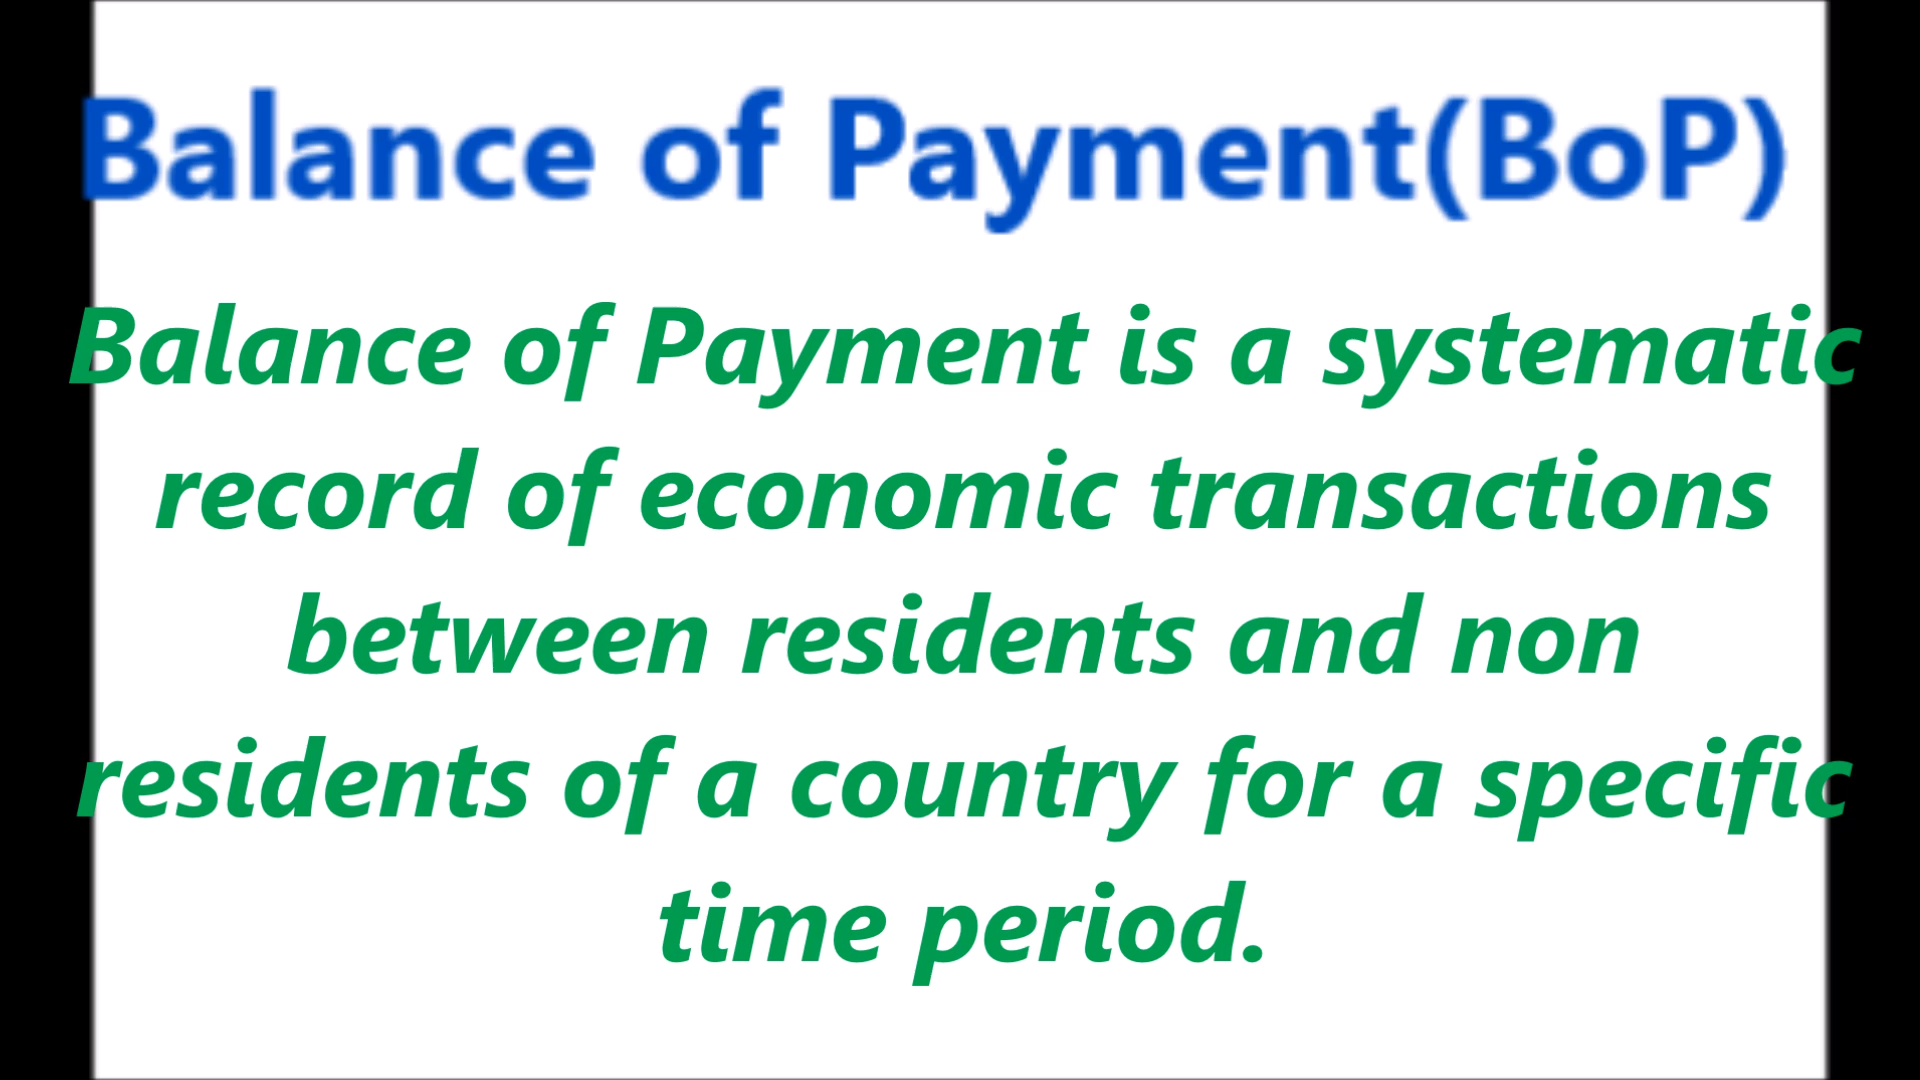 Balance of Payment(BoP)
Balance of Payment is a systematic
record of economic transactions
between residents and non
residents of a country for a specific
time period.